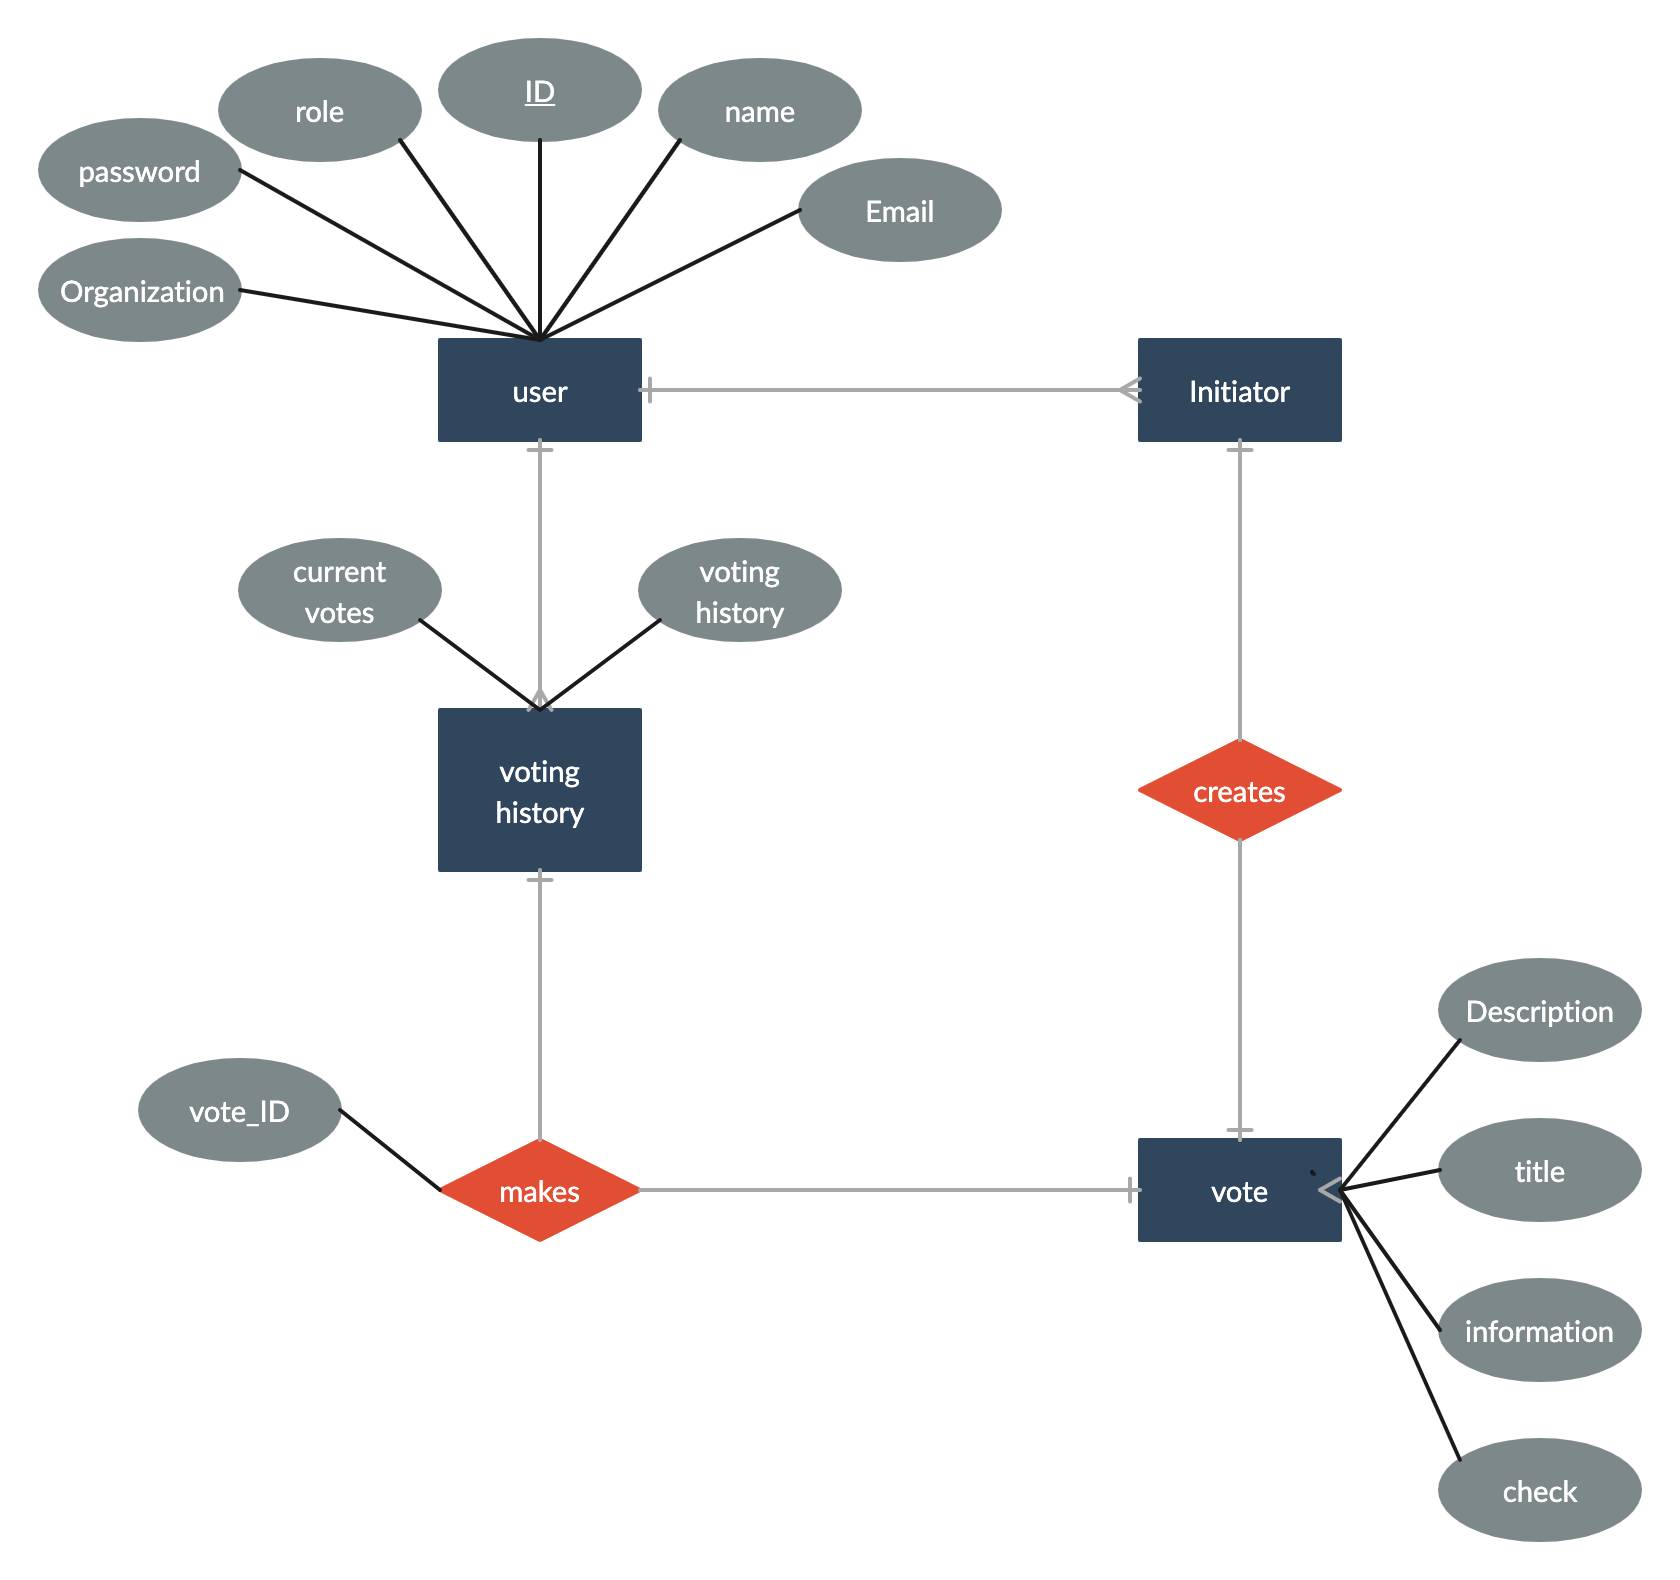 ID
role
name
password
Email
Organization
user
Initiator
current
votes
voting
history
voting
history
creates
Description
vote_ID
title
makes
vote
information
check